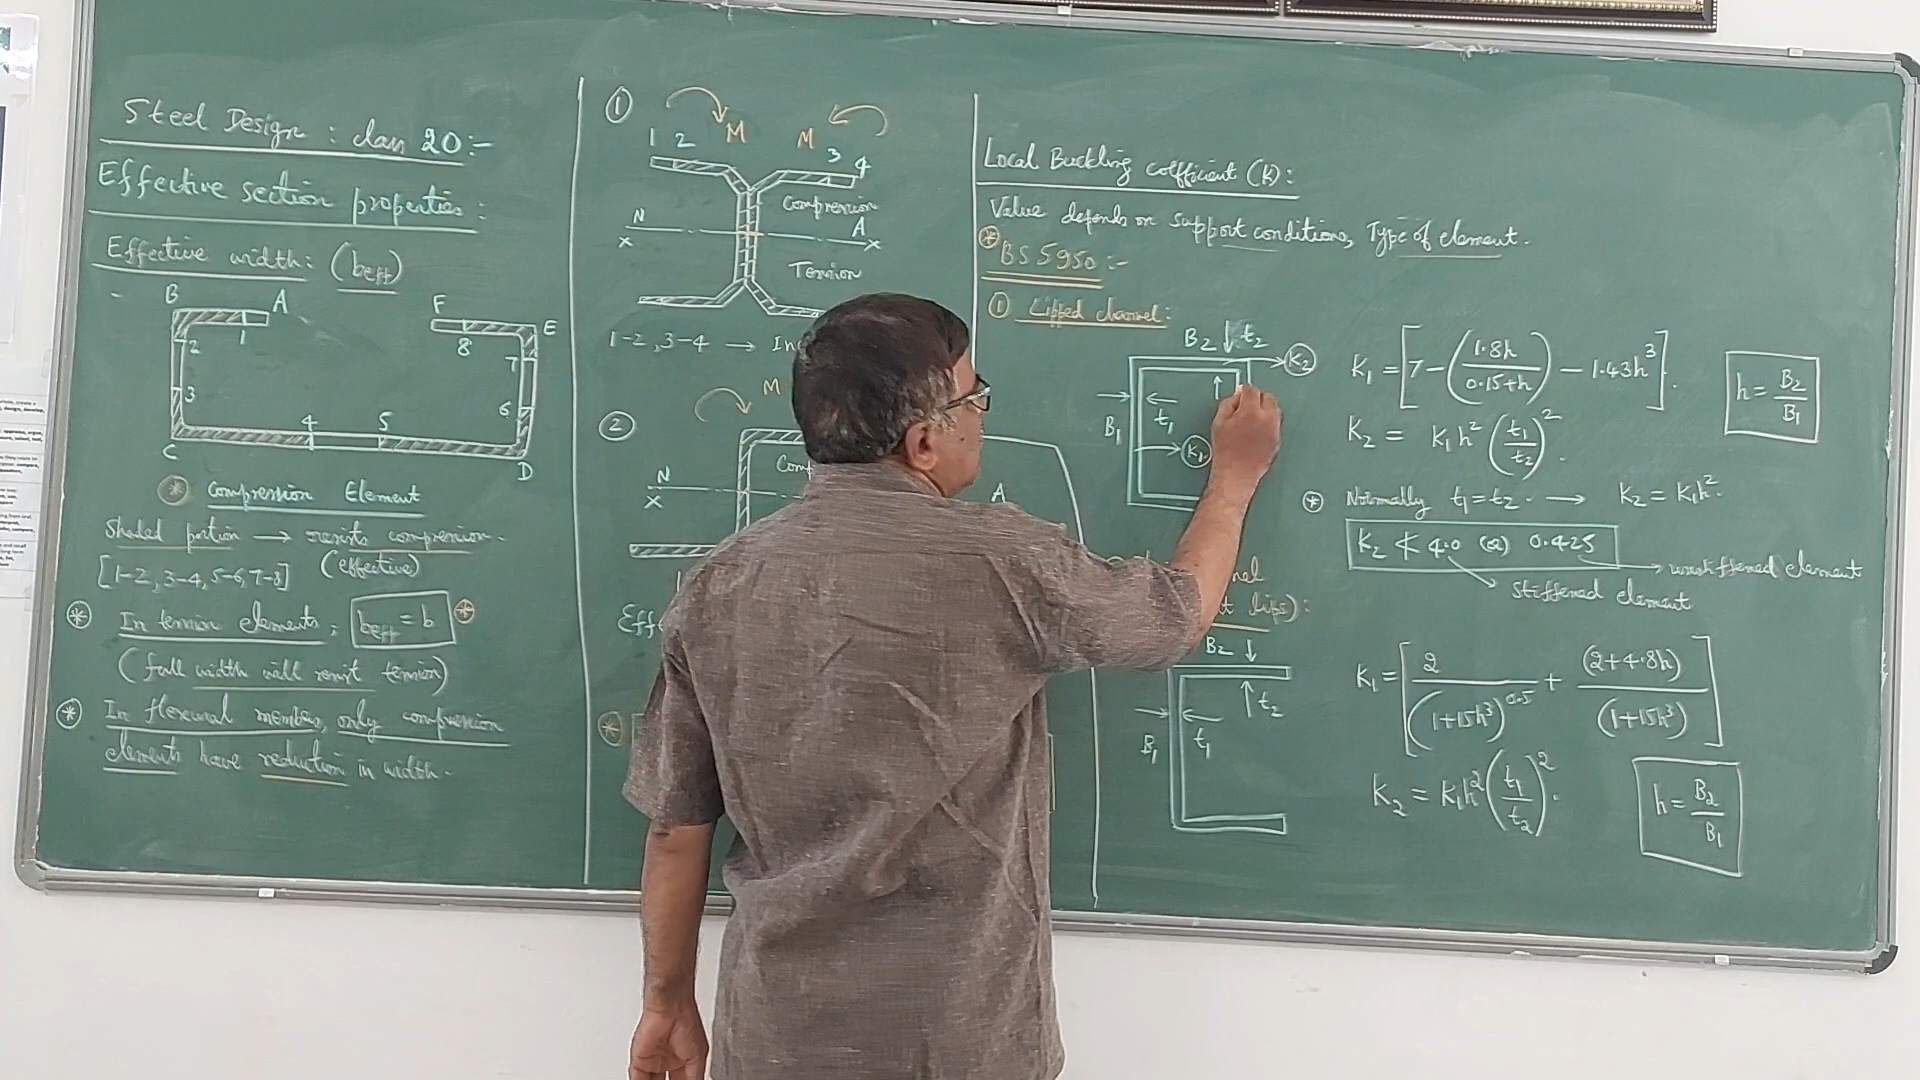 Steel Design : class 20:-
Effective section properties:
Effective width: (beff)
B A F E
1 2 3 4 5 6 7 8
C D
* Compression Element
Shaded portion → resists compression.
[1-2, 3-4, 5-6, 7-8] (effective)
* In tension elements; beff = b *
(full width will resist tension)
* In flexural members, only compression
elements have reduction in width.
① M M
1 2 3 4
Compression
N A
x x
Tension
1-2, 3-4 →
② M
N A
X
*
Local Buckling coefficient (K):
Value depends on support conditions, Type of element.
* BS 5950:-
① Lipped channel:
B2 t2 K2
B1 t1 K1
K1 = [7 - (1.8h / 0.15+h) - 1.43h³].
h = B2/B1
K2 = K1h² (t1/t2)².
* Normally t1 = t2. → K2 = K1h².
K2 ≮ 4.0 (or) 0.425
→ unstiffened element
stiffened element
lips):
B2
t2
B1 t1
K1 = [2 / (1+15h³)^0.5 + (2+4.8h) / (1+15h³)]
K2 = K1h² (t1/t2)².
h = B2/B1